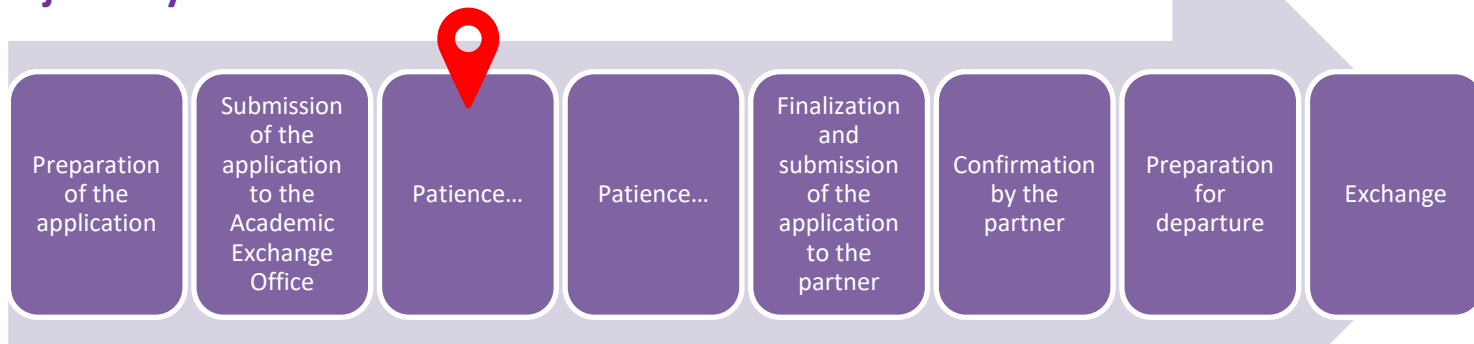 Preparation
of the
application
Submission
of the
application
to the
Academic
Exchange
Office
Patience...
Patience...
Finalization
and
submission
of the
application
to the
partner
Confirmation
by the
partner
Preparation
for
departure
Exchange